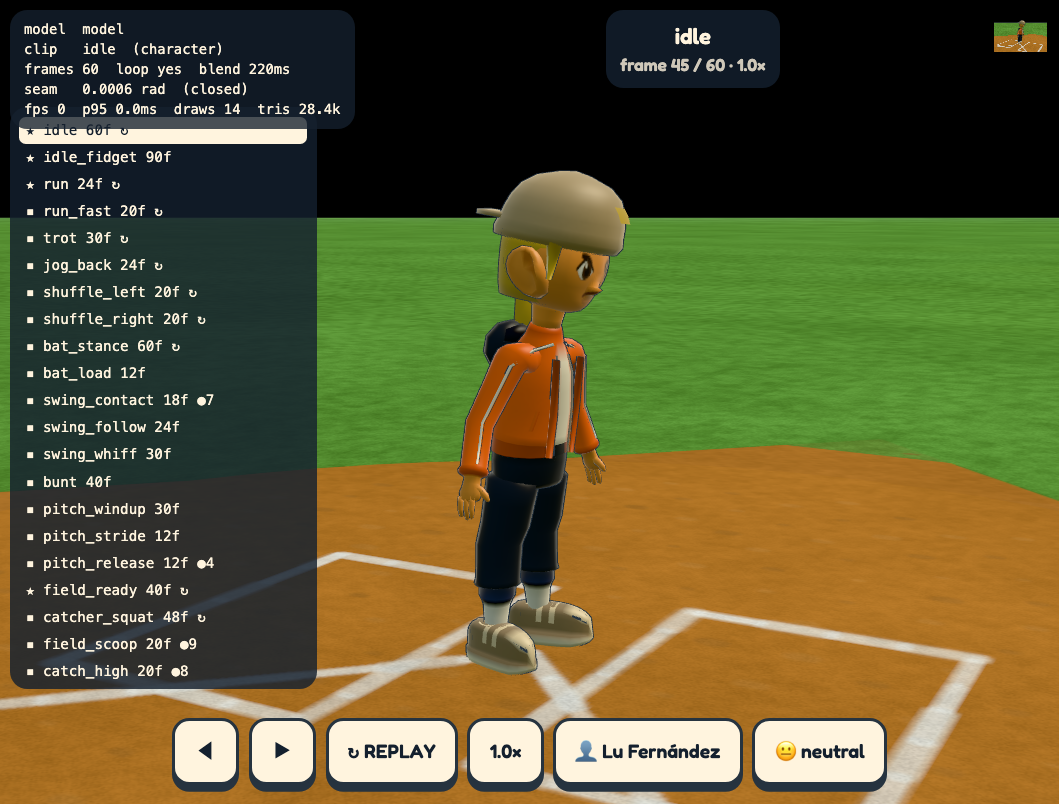 model model
clip idle (character)
frames 60 loop yes blend 220ms
seam 0.0006 rad (closed)
fps 0 p95 0.0ms draws 14 tris 28.4k
★ idle 60f ↻
★ idle_fidget 90f
★ run 24f ↻
▪ run_fast 20f ↻
▪ trot 30f ↻
▪ jog_back 24f ↻
▪ shuffle_left 20f ↻
▪ shuffle_right 20f ↻
▪ bat_stance 60f ↻
▪ bat_load 12f
▪ swing_contact 18f ●7
▪ swing_follow 24f
▪ swing_whiff 30f
▪ bunt 40f
▪ pitch_windup 30f
▪ pitch_stride 12f
▪ pitch_release 12f ●4
★ field_ready 40f ↻
▪ catcher_squat 48f ↻
▪ field_scoop 20f ●9
▪ catch_high 20f ●8
idle
frame 45 / 60 · 1.0×
◀
▶
↻ REPLAY
1.0×
👤 Lu Fernández
😐 neutral